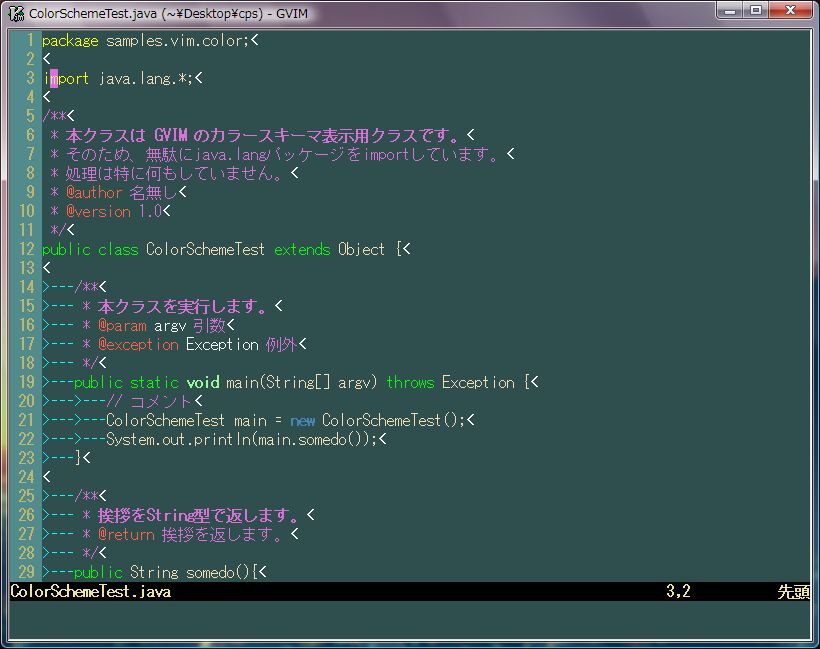 ColorSchemeTest.java (~¥Desktop¥cps) - GVIM
1 package samples.vim.color;<
2 <
3 import java.lang.*;<
4 <
5 /**<
6  * 本クラスは GVIM のカラースキーマ表示用クラスです。<
7  * そのため、無駄にjava.langパッケージをimportしています。<
8  * 処理は特に何もしていません。<
9  * @author 名無し<
10  * @version 1.0<
11  */<
12 public class ColorSchemeTest extends Object {<
13 <
14 >---/**<
15 >--- * 本クラスを実行します。<
16 >--- * @param argv 引数<
17 >--- * @exception Exception 例外<
18 >--- */<
19 >---public static void main(String[] argv) throws Exception {<
20 >--->---// コメント<
21 >--->---ColorSchemeTest main = new ColorSchemeTest();<
22 >--->---System.out.println(main.somedo());<
23 >---}<
24 <
25 >---/**<
26 >--- * 挨拶をString型で返します。<
27 >--- * @return 挨拶を返します。<
28 >--- */<
29 >---public String somedo(){<
ColorSchemeTest.java 3,2 先頭